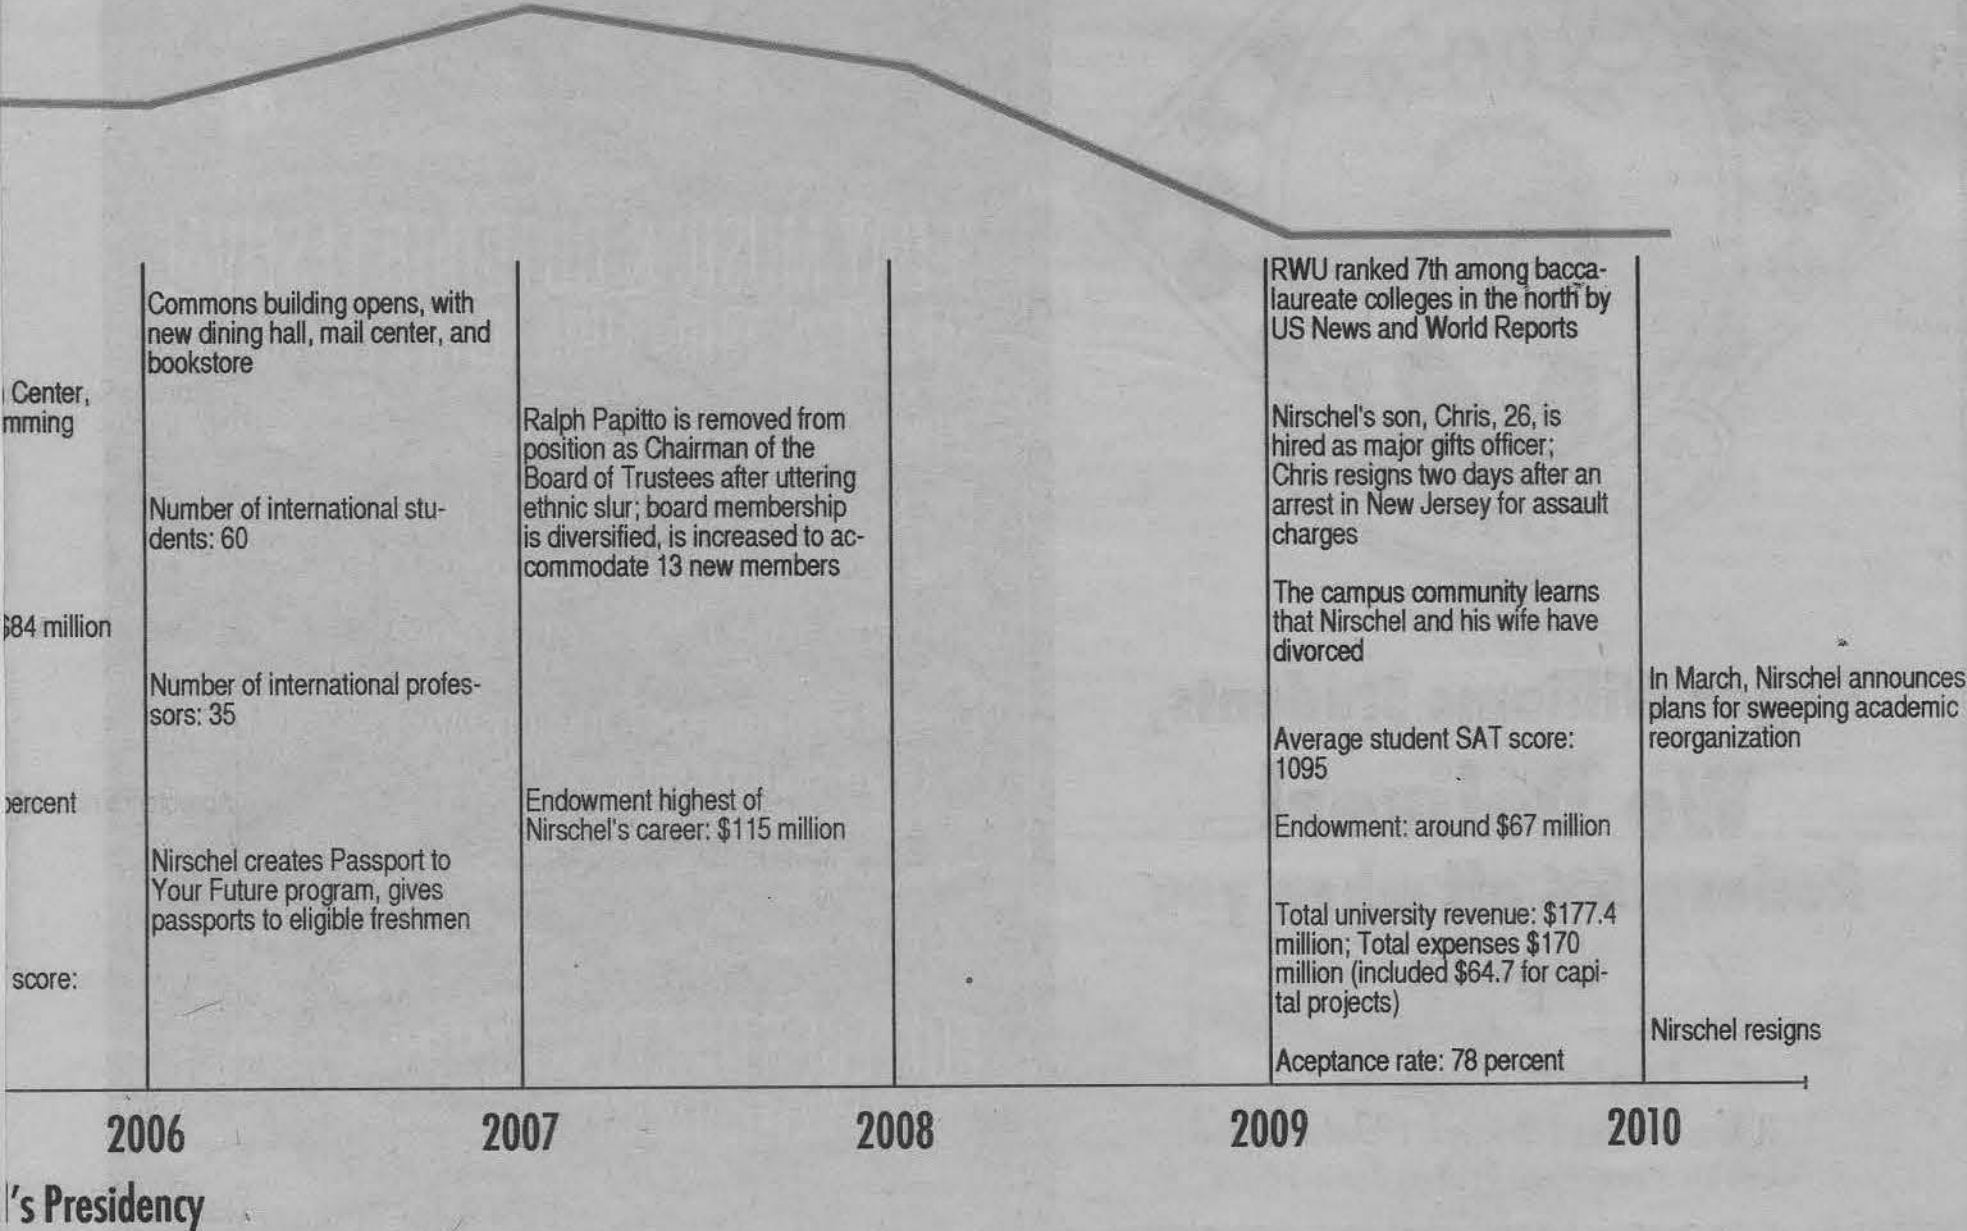 Center,
mming
$84 million
percent
score:
Commons building opens, with
new dining hall, mail center, and
bookstore
Number of international stu-
dents: 60
Number of international profes-
sors: 35
Nirschel creates Passport to
Your Future program, gives
passports to eligible freshmen
Ralph Papitto is removed from
position as Chairman of the
Board of Trustees after uttering
ethnic slur; board membership
is diversified, is increased to ac-
commodate 13 new members
Endowment highest of
Nirschel's career: $115 million
RWU ranked 7th among bacca-
laureate colleges in the north by
US News and World Reports
Nirschel's son, Chris, 26, is
hired as major gifts officer;
Chris resigns two days after an
arrest in New Jersey for assault
charges
The campus community learns
that Nirschel and his wife have
divorced
Average student SAT score:
1095
Endowment: around $67 million
Total university revenue: $177.4
million; Total expenses $170
million (included $64.7 for capi-
tal projects)
Aceptance rate: 78 percent
In March, Nirschel announces
plans for sweeping academic
reorganization
Nirschel resigns
2006
2007
2008
2009
2010
's Presidency